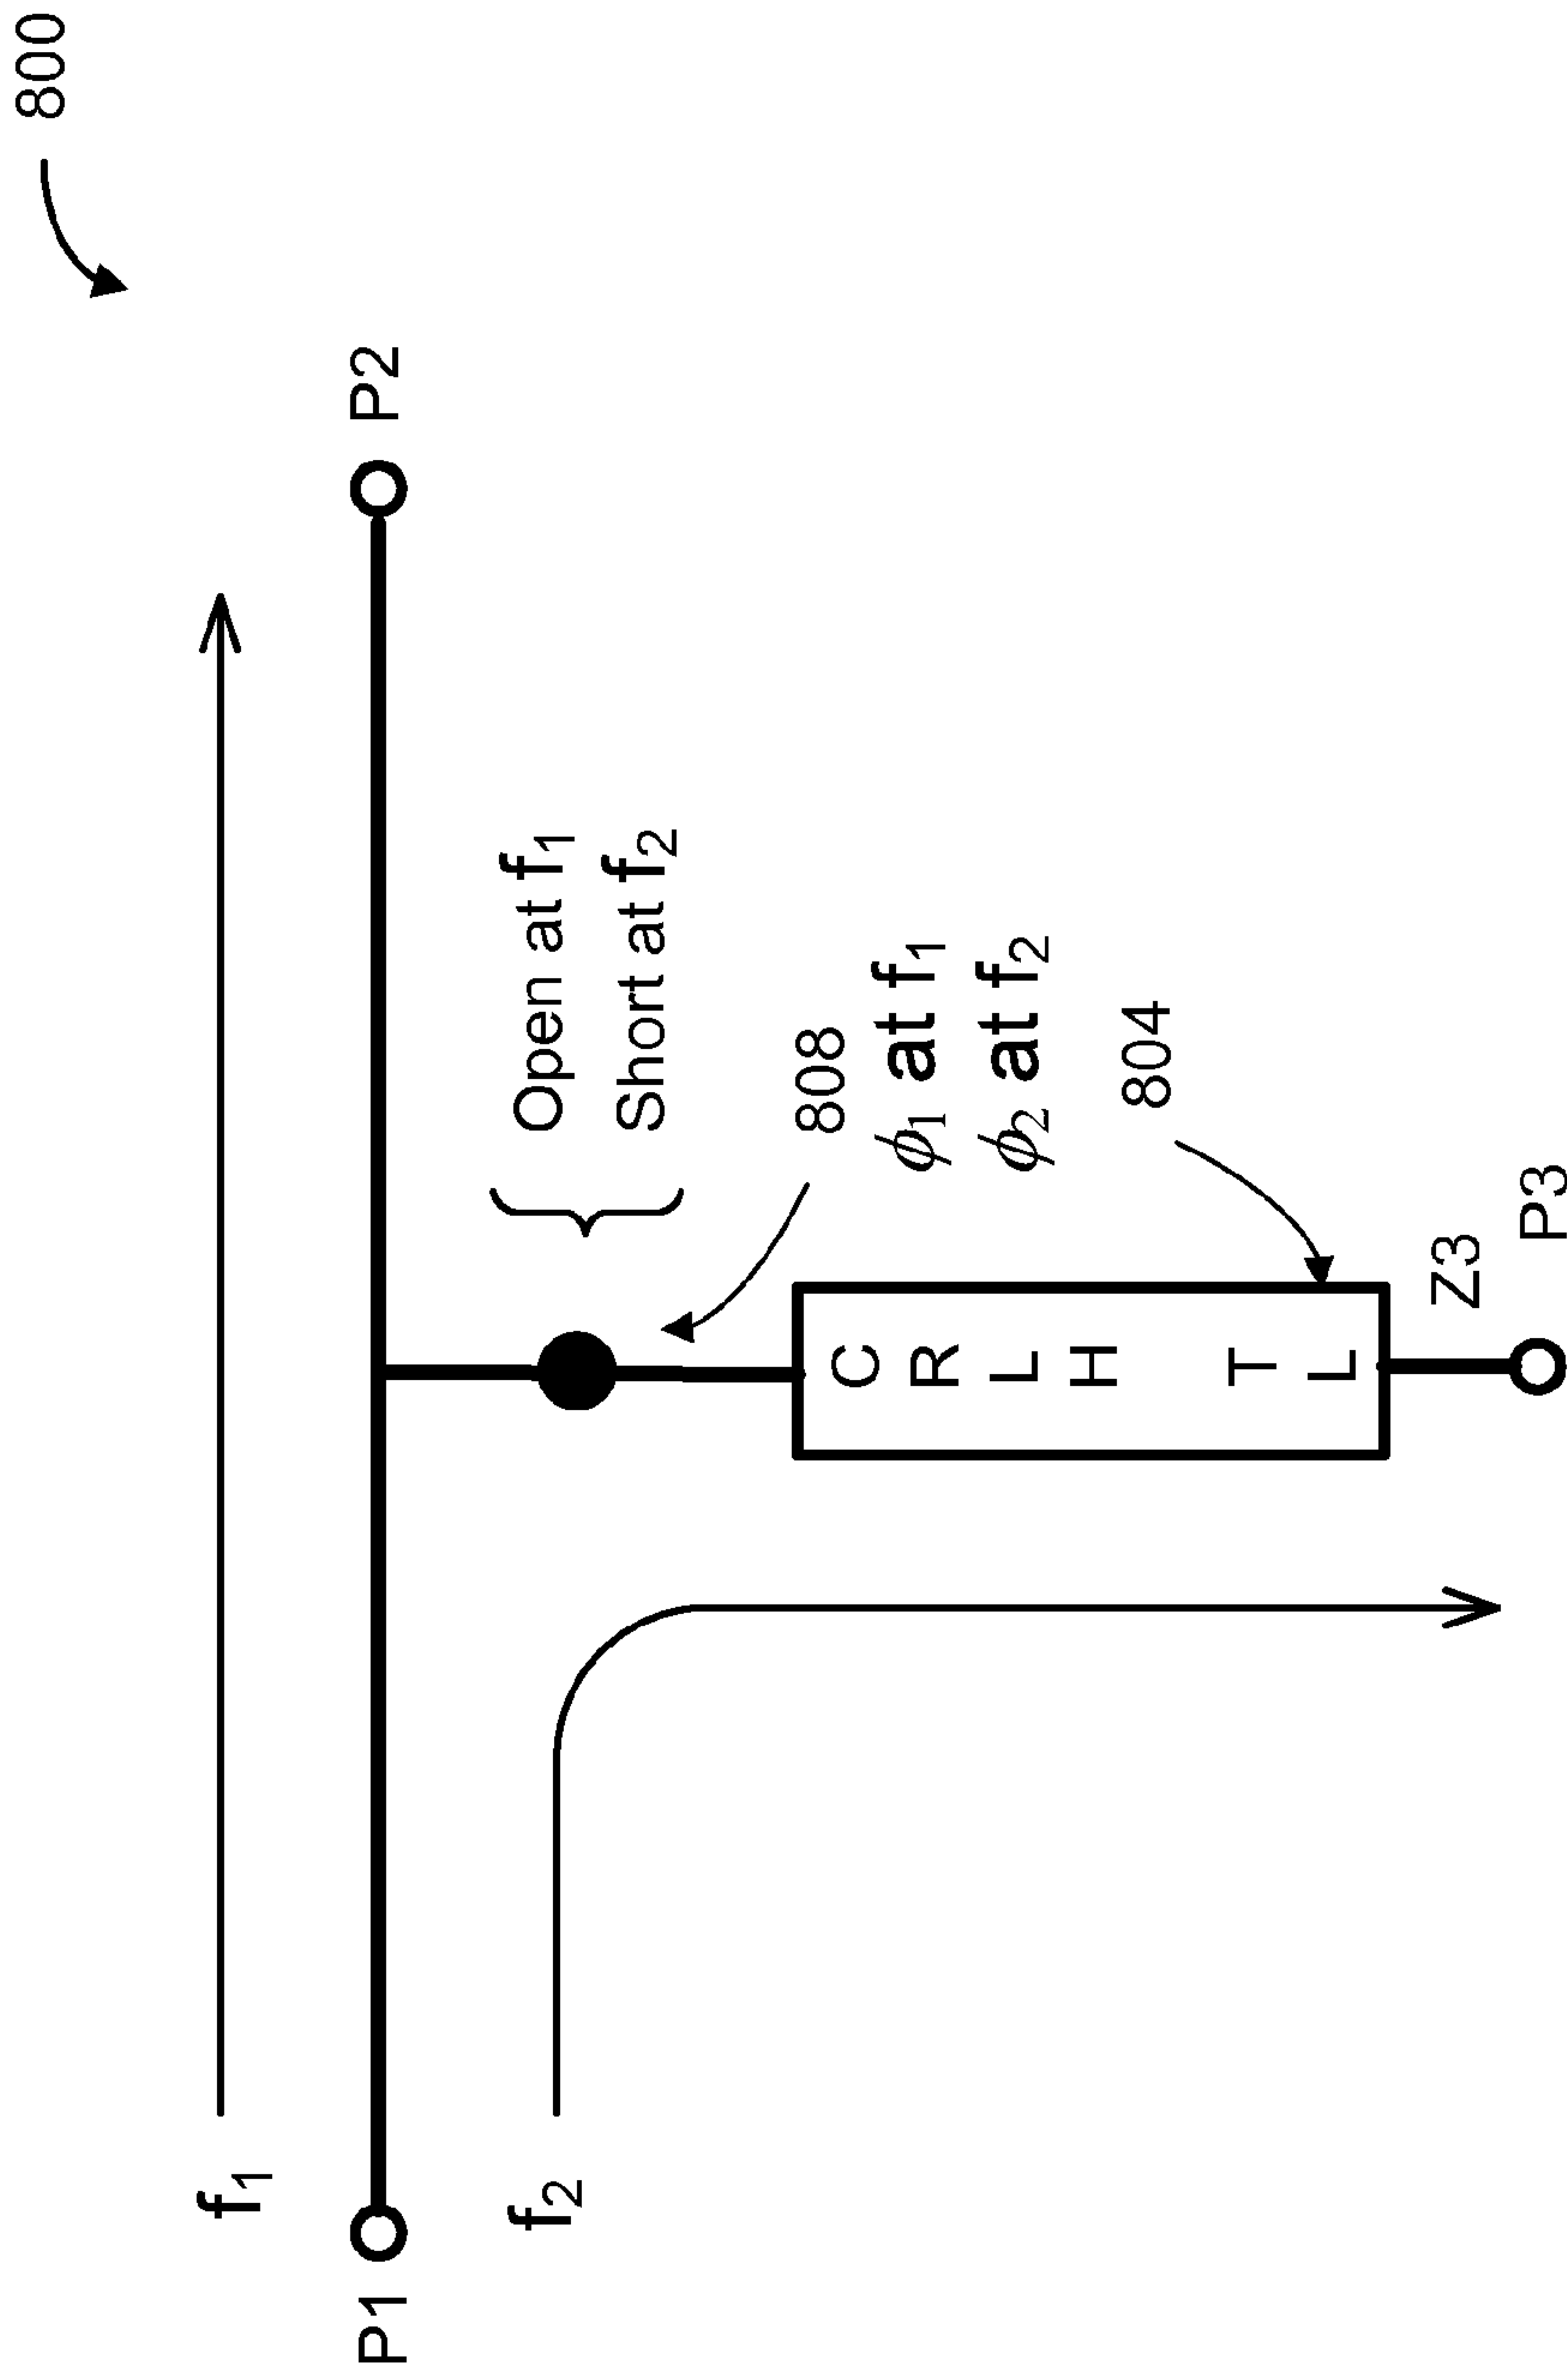 800
f₁
P1
P2
f₂
Open at f₁
Short at f₂
808
ϕ₁ at f₁
ϕ₂ at f₂
804
CRLH TL
Z3
P3